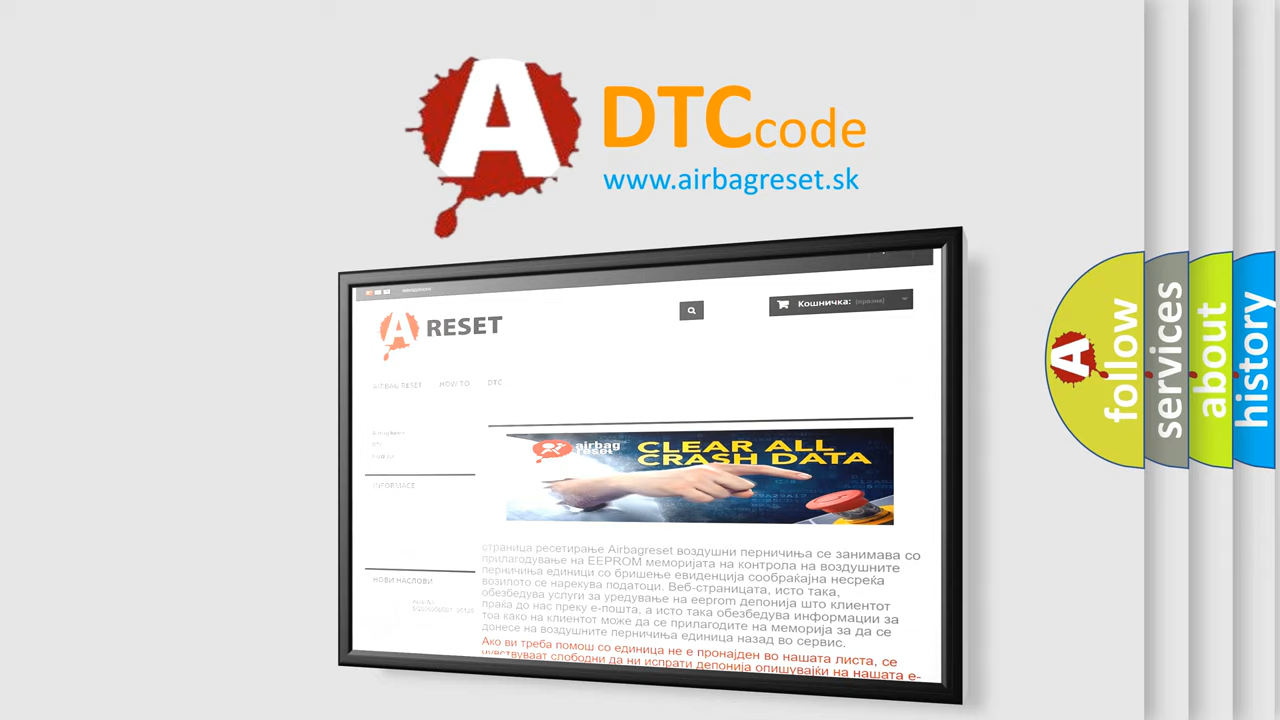 A DTC code
www.airbagreset.sk
Кошничка: (празна)
A RESET
AIRBAG RESET HOW TO DTC
airbag reset
CLEAR ALL
CRASH DATA
INFORMACE
НОВИ НАСЛОВИ
страница ресетирање Airbagreset воздушни перничиња се занимава со
прилагодување на EEPROM меморијата на контрола на воздушните
перничиња единици со бришење евиденција сообраќајна несреќа
возилото се нарекува податоци. Веб-страницата, исто така,
обезбедува услуги за уредување на eeprom депонија што клиентот
праќа до нас преку е-пошта, а исто така обезбедува информации за
тоа како на клиентот може да се прилагодите на меморија за да се
донесе на воздушните перничиња единица назад во сервис.
Ако ви треба помош со единица не е пронајден во нашата листа, се
чувствуваат слободни да ни испрати депонија опишувајќи на нашата е-
A follow
services
about
history